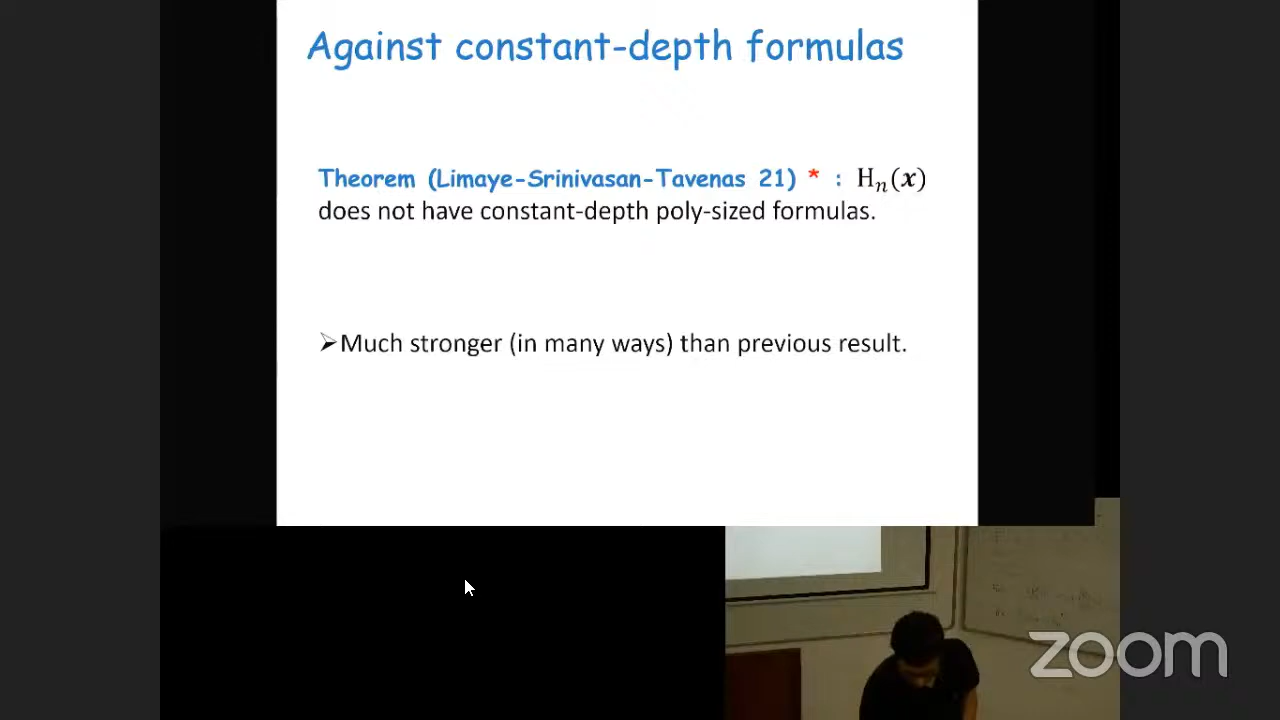 Against constant-depth formulas
Theorem (Limaye-Srinivasan-Tavenas 21) * : Hₙ(𝒙)
does not have constant-depth poly-sized formulas.
➢Much stronger (in many ways) than previous result.
zoom